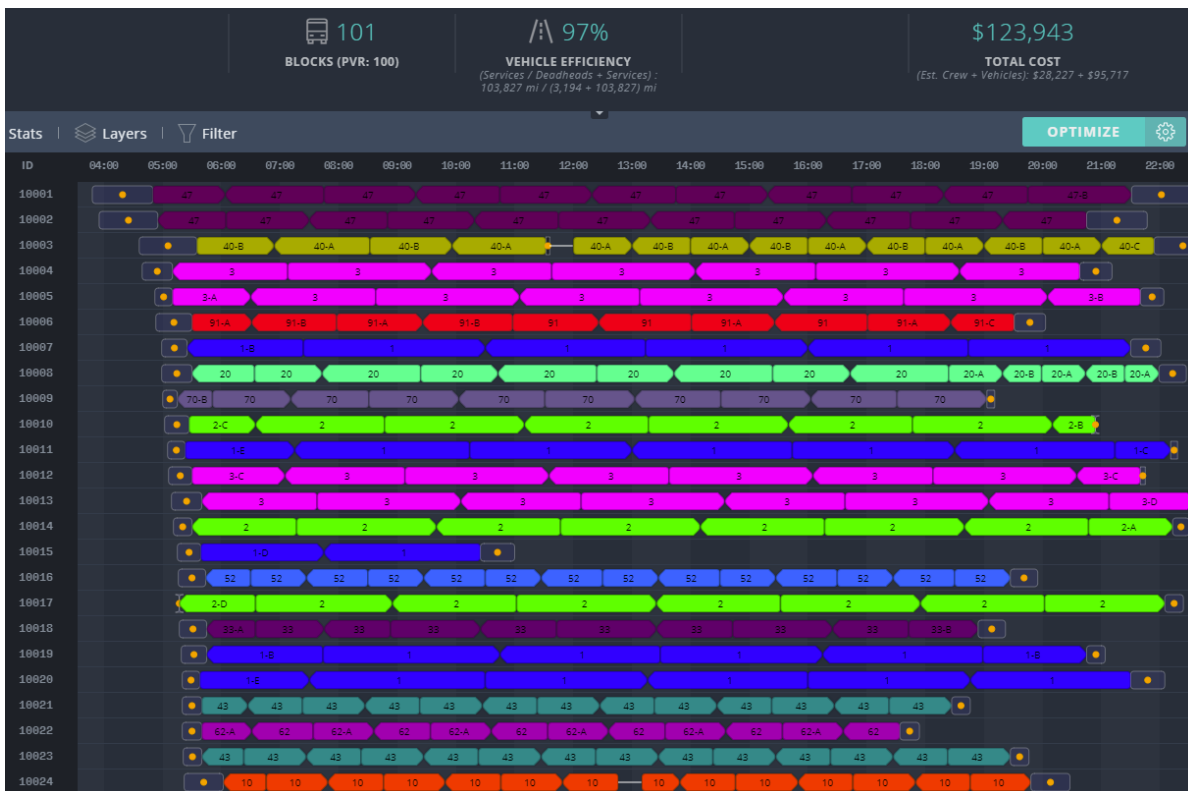 101
BLOCKS (PVR: 100)
97%
VEHICLE EFFICIENCY
(Services / Deadheads + Services) :
103,827 mi / (3,194 + 103,827) mi
$123,943
TOTAL COST
(Est. Crew + Vehicles): $28,227 + $95,717
Stats Layers Filter OPTIMIZE
ID 04:00 05:00 06:00 07:00 08:00 09:00 10:00 11:00 12:00 13:00 14:00 15:00 16:00 17:00 18:00 19:00 20:00 21:00 22:00
10001 47 47 47 47 47 47 47 47 47 47-B
10002 47 47 47 47 47 47 47 47 47 47 47
10003 40-B 40-A 40-B 40-A 40-A 40-B 40-A 40-B 40-A 40-B 40-A 40-B 40-A 40-C
10004 3 3 3 3 3 3 3
10005 3-A 3 3 3 3 3 3 3-B
10006 91-A 91-B 91-A 91-B 91 91 91-A 91 91-A 91-C
10007 1-B 1 1 1 1 1
10008 20 20 20 20 20 20 20 20 20 20-A 20-B 20-A 20-B 20-A
10009 70-B 70 70 70 70 70 70 70 70 70
10010 2-C 2 2 2 2 2 2 2-B
10011 1-E 1 1 1 1 1 1-C
10012 3-C 3 3 3 3 3 3 3-C
10013 3 3 3 3 3 3 3 3-D
10014 2 2 2 2 2 2 2 2-A
10015 1-D 1
10016 52 52 52 52 52 52 52 52 52 52 52 52 52 52
10017 2-D 2 2 2 2 2 2 2
10018 33-A 33 33 33 33 33 33 33 33 33-B
10019 1-B 1 1 1 1 1-B
10020 1-E 1 1 1 1 1
10021 43 43 43 43 43 43 43 43 43 43 43 43 43
10022 62-A 62 62-A 62 62-A 62 62-A 62 62-A 62 62-A 62
10023 43 43 43 43 43 43 43 43 43 43 43 43 43 43
10024 10 10 10 10 10 10 10 10 10 10 10 10 10